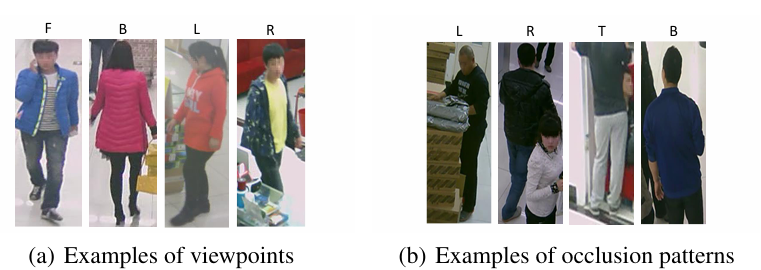 F B L R
L R T B
(a) Examples of viewpoints
(b) Examples of occlusion patterns